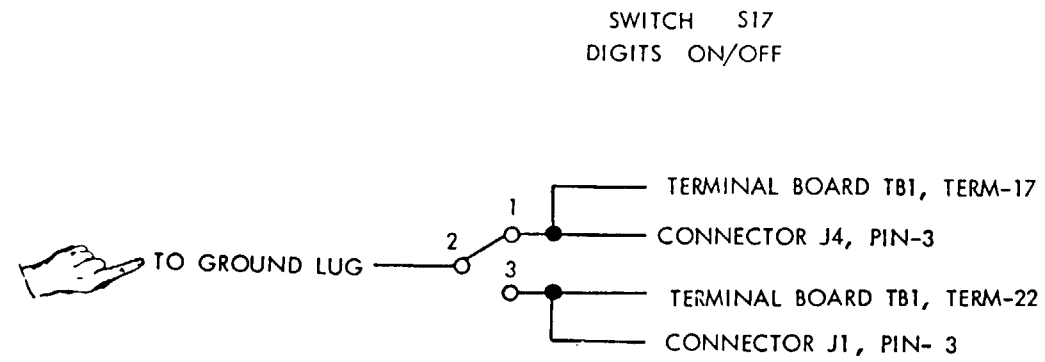 SWITCH S17
DIGITS ON/OFF
TERMINAL BOARD TB1, TERM-17
1
CONNECTOR J4, PIN-3
2
TO GROUND LUG
3
TERMINAL BOARD TB1, TERM-22
CONNECTOR J1, PIN- 3